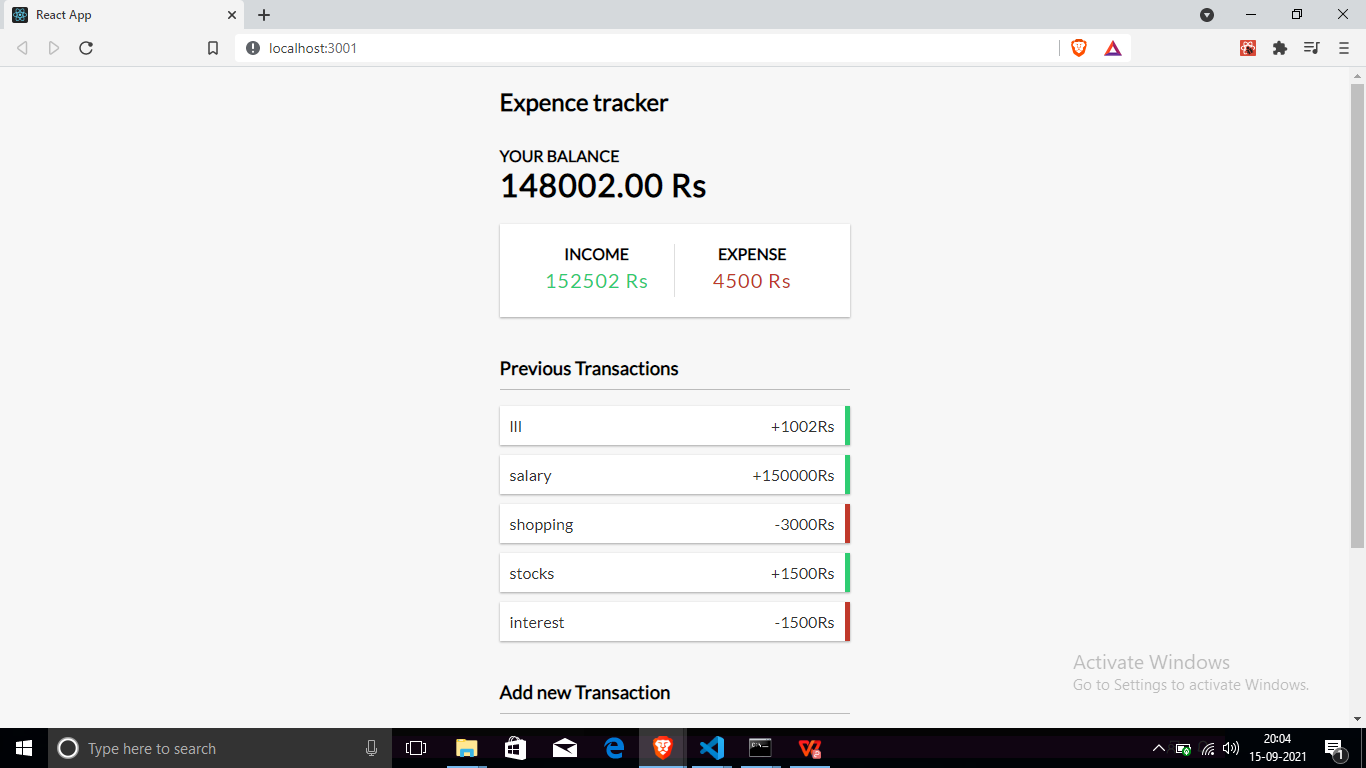 React App
localhost:3001
Expence tracker
YOUR BALANCE
148002.00 Rs
INCOME
EXPENSE
152502 Rs
4500 Rs
Previous Transactions
lll +1002Rs
salary +150000Rs
shopping -3000Rs
stocks +1500Rs
interest -1500Rs
Add new Transaction
Activate Windows
Go to Settings to activate Windows.
Type here to search
20:04
15-09-2021
1